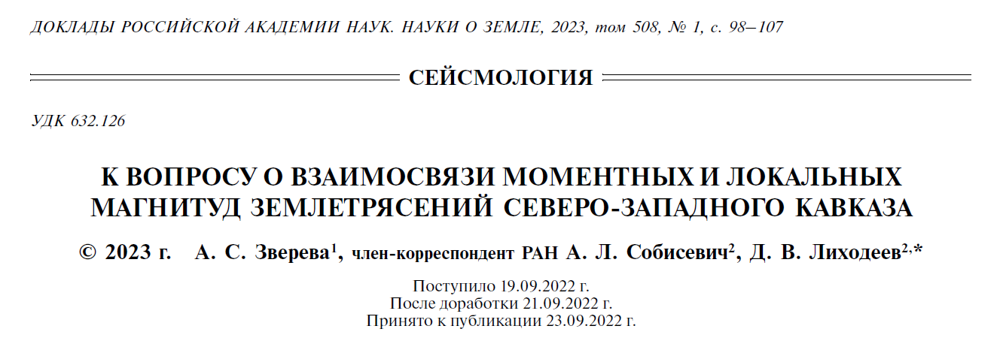 ДОКЛАДЫ РОССИЙСКОЙ АКАДЕМИИ НАУК. НАУКИ О ЗЕМЛЕ, 2023, том 508, № 1, с. 98–107
СЕЙСМОЛОГИЯ
УДК 632.126
К ВОПРОСУ О ВЗАИМОСВЯЗИ МОМЕНТНЫХ И ЛОКАЛЬНЫХ
МАГНИТУД ЗЕМЛЕТРЯСЕНИЙ СЕВЕРО-ЗАПАДНОГО КАВКАЗА
© 2023 г. А. С. Зверева¹, член-корреспондент РАН А. Л. Собисевич², Д. В. Лиходеев²,*
Поступило 19.09.2022 г.
После доработки 21.09.2022 г.
Принято к публикации 23.09.2022 г.